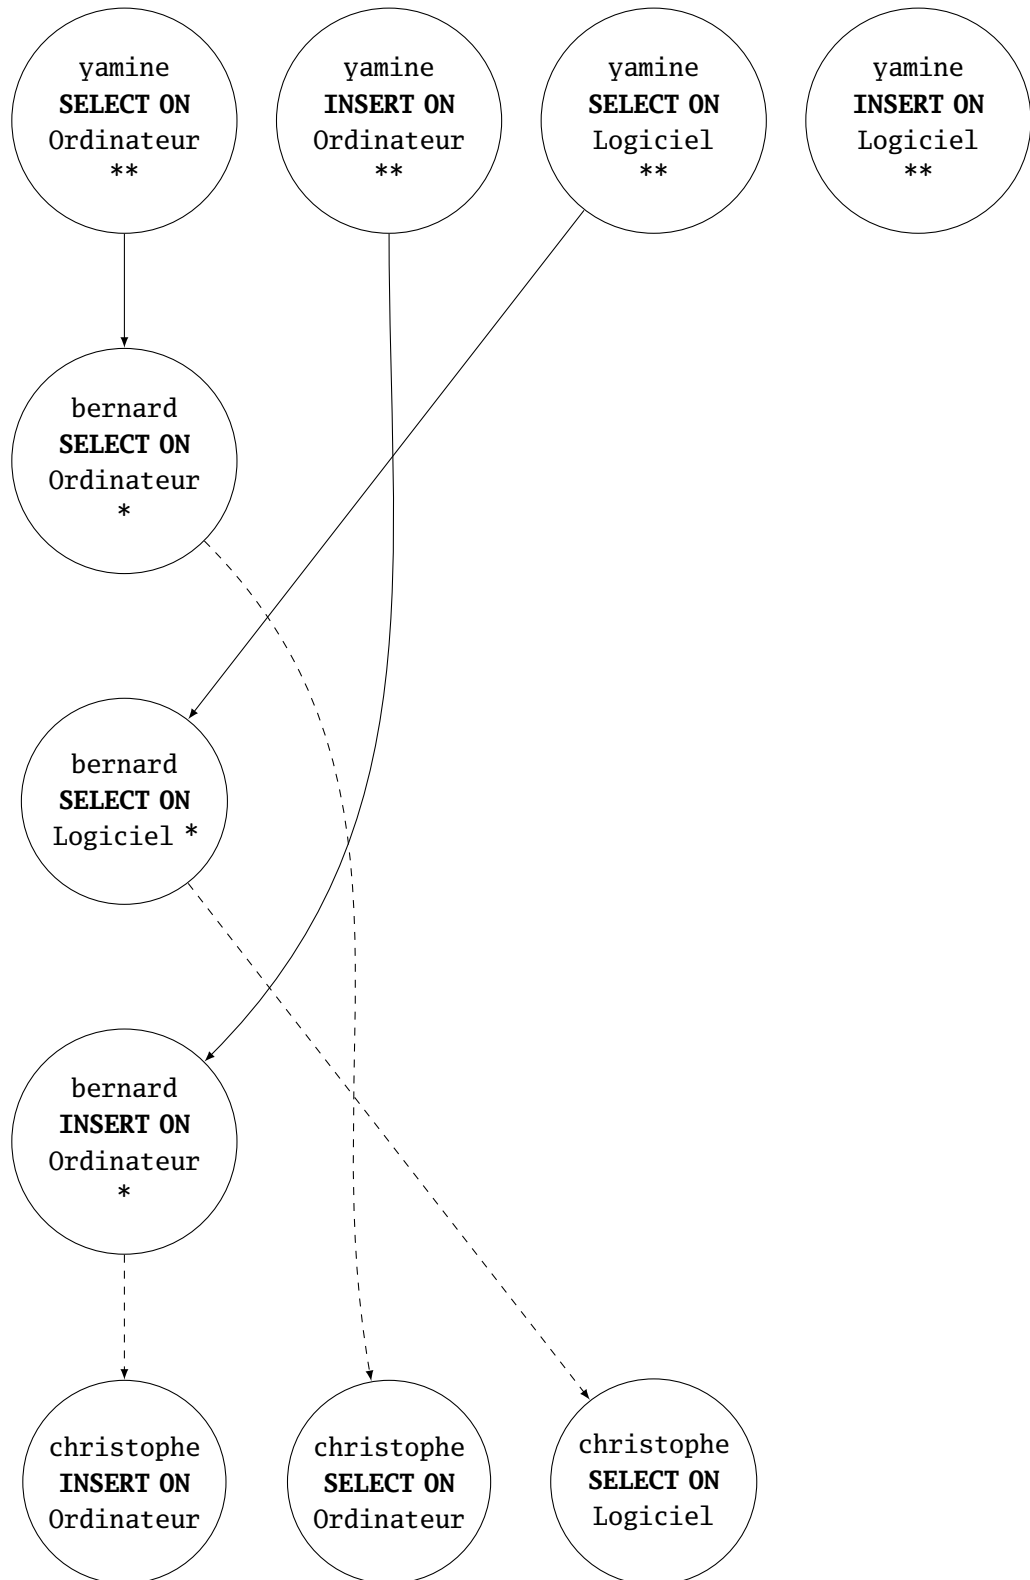 yamine
SELECT ON
Ordinateur
**
yamine
INSERT ON
Ordinateur
**
yamine
SELECT ON
Logiciel
**
yamine
INSERT ON
Logiciel
**
bernard
SELECT ON
Ordinateur
*
bernard
SELECT ON
Logiciel *
bernard
INSERT ON
Ordinateur
*
christophe
INSERT ON
Ordinateur
christophe
SELECT ON
Ordinateur
christophe
SELECT ON
Logiciel